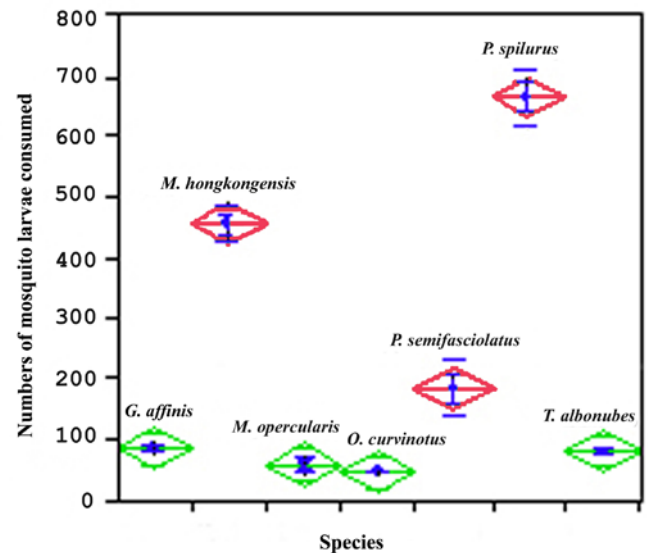 800
700
600
500
400
300
200
100
0
Numbers of mosquito larvae consumed
P. spilurus
M. hongkongensis
P. semifasciolatus
G. affinis
M. opercularis
O. curvinotus
T. albonubes
Species